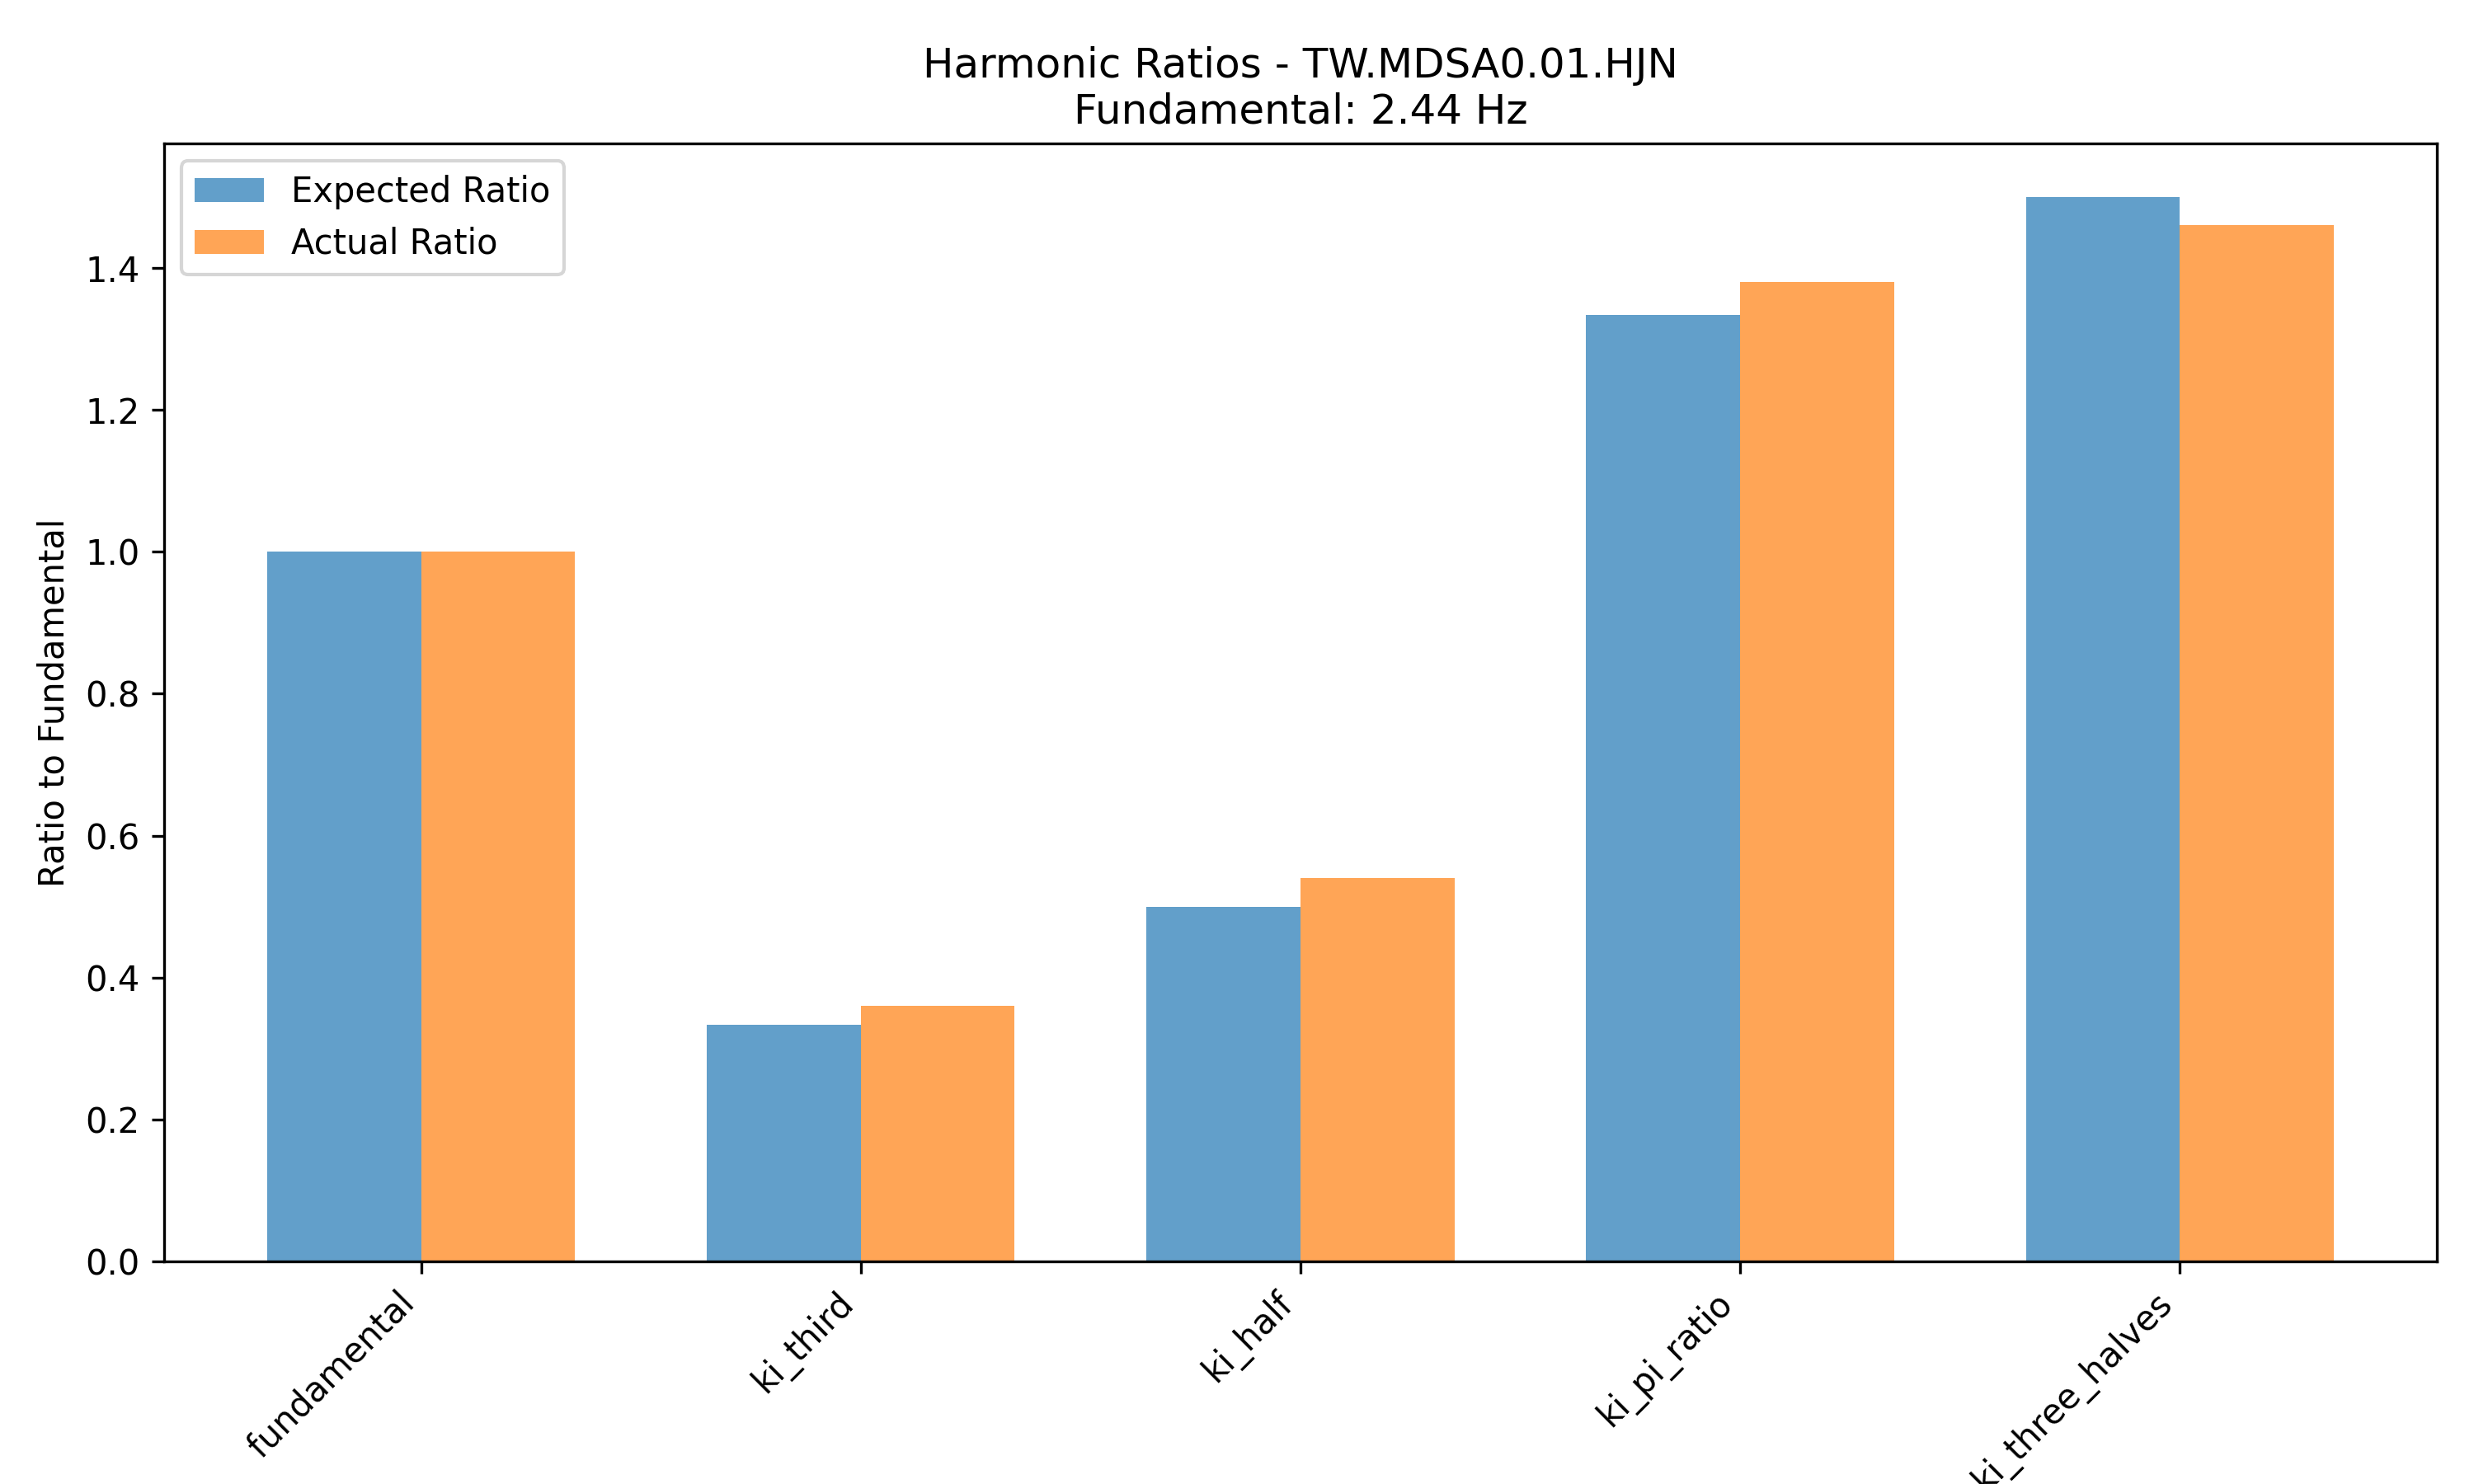 Harmonic Ratios - TW.MDSA0.01.HJN
Fundamental: 2.44 Hz
Expected Ratio
Actual Ratio
Ratio to Fundamental
1.4
1.2
1.0
0.8
0.6
0.4
0.2
0.0
fundamental
ki_third
ki_half
ki_pi_ratio
ki_three_halves